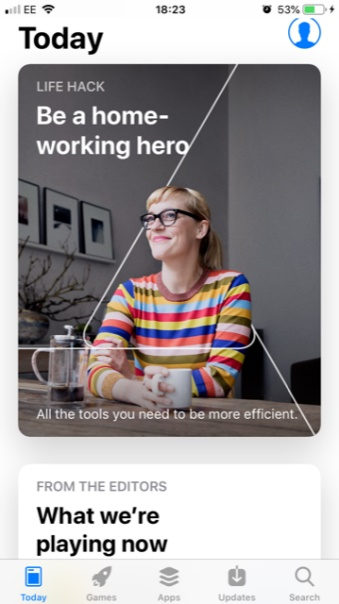 EE 18:23 53%
Today
LIFE HACK
Be a home-
working hero
All the tools you need to be more efficient.
FROM THE EDITORS
What we're
playing now
Today Games Apps Updates Search